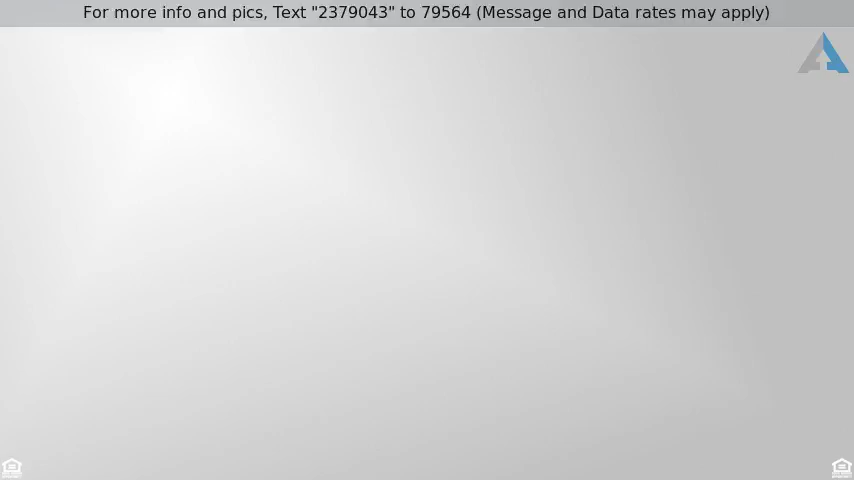 For more info and pics, Text "2379043" to 79564 (Message and Data rates may apply)